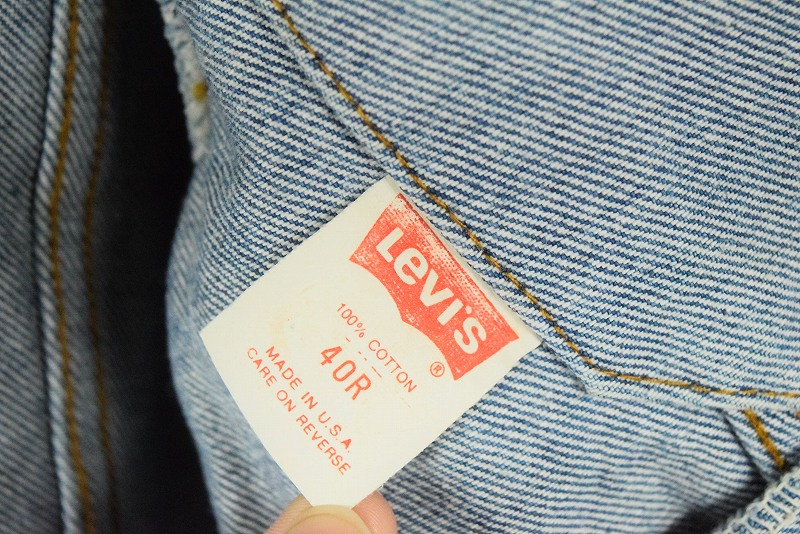 Levi's ®
100% COTTON
40R
MADE IN U.S.A.
CARE ON REVERSE